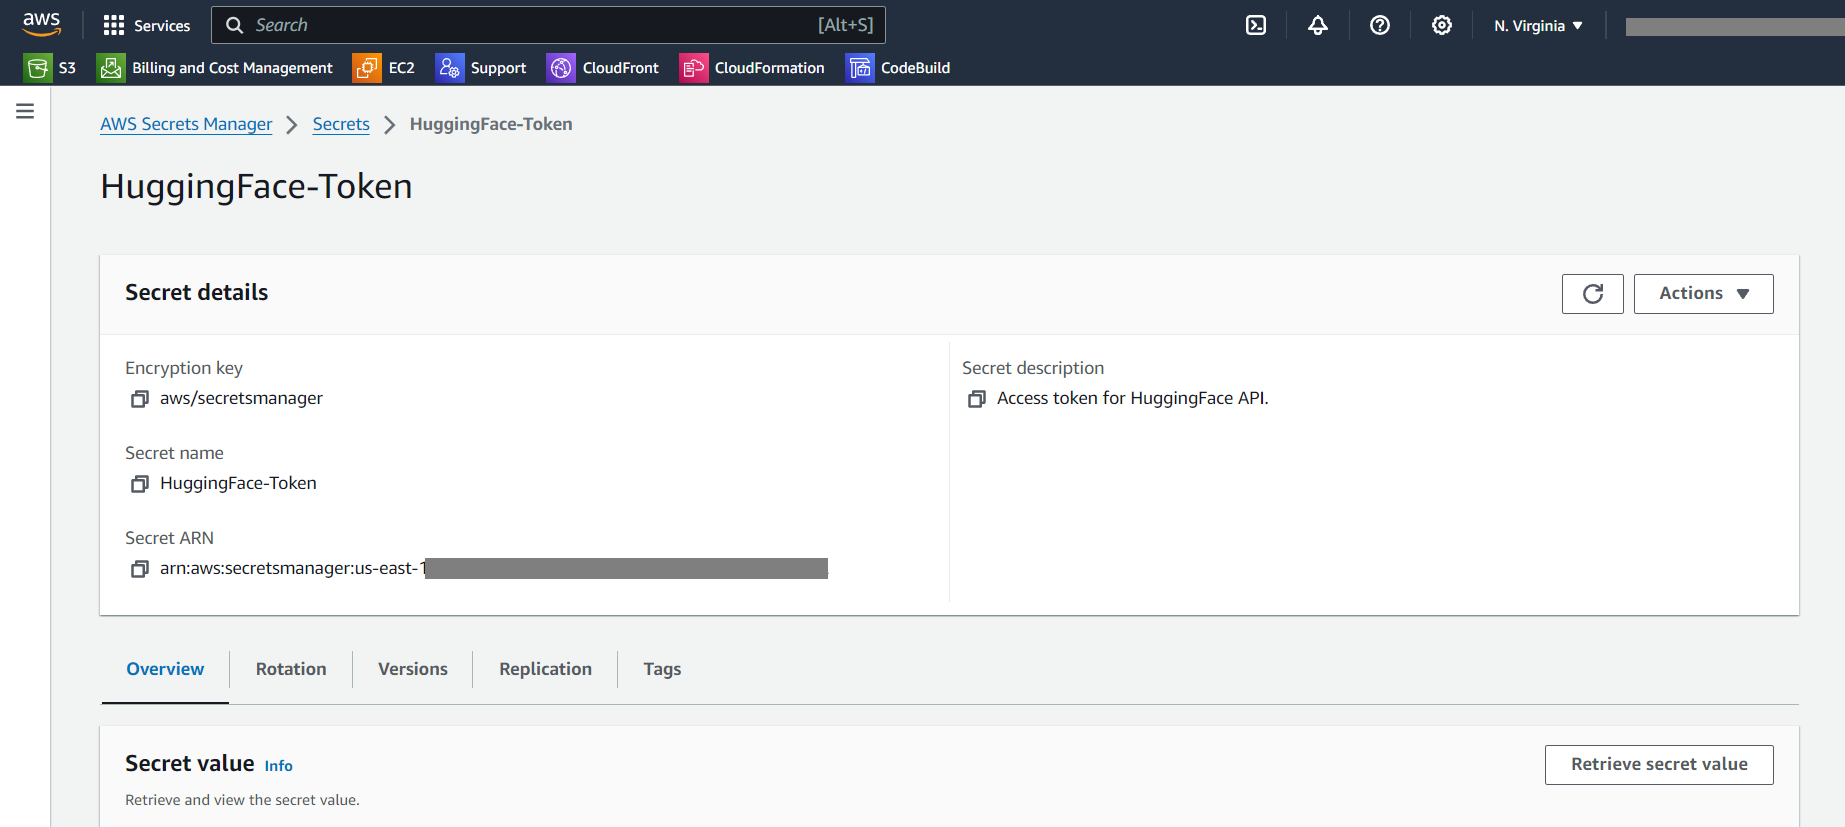 aws Services Search [Alt+S] N. Virginia
S3 Billing and Cost Management EC2 Support CloudFront CloudFormation CodeBuild
AWS Secrets Manager Secrets HuggingFace-Token
HuggingFace-Token
Secret details Actions
Encryption key
aws/secretsmanager
Secret description
Access token for HuggingFace API.
Secret name
HuggingFace-Token
Secret ARN
arn:aws:secretsmanager:us-east-1
Overview Rotation Versions Replication Tags
Secret value Info Retrieve secret value
Retrieve and view the secret value.